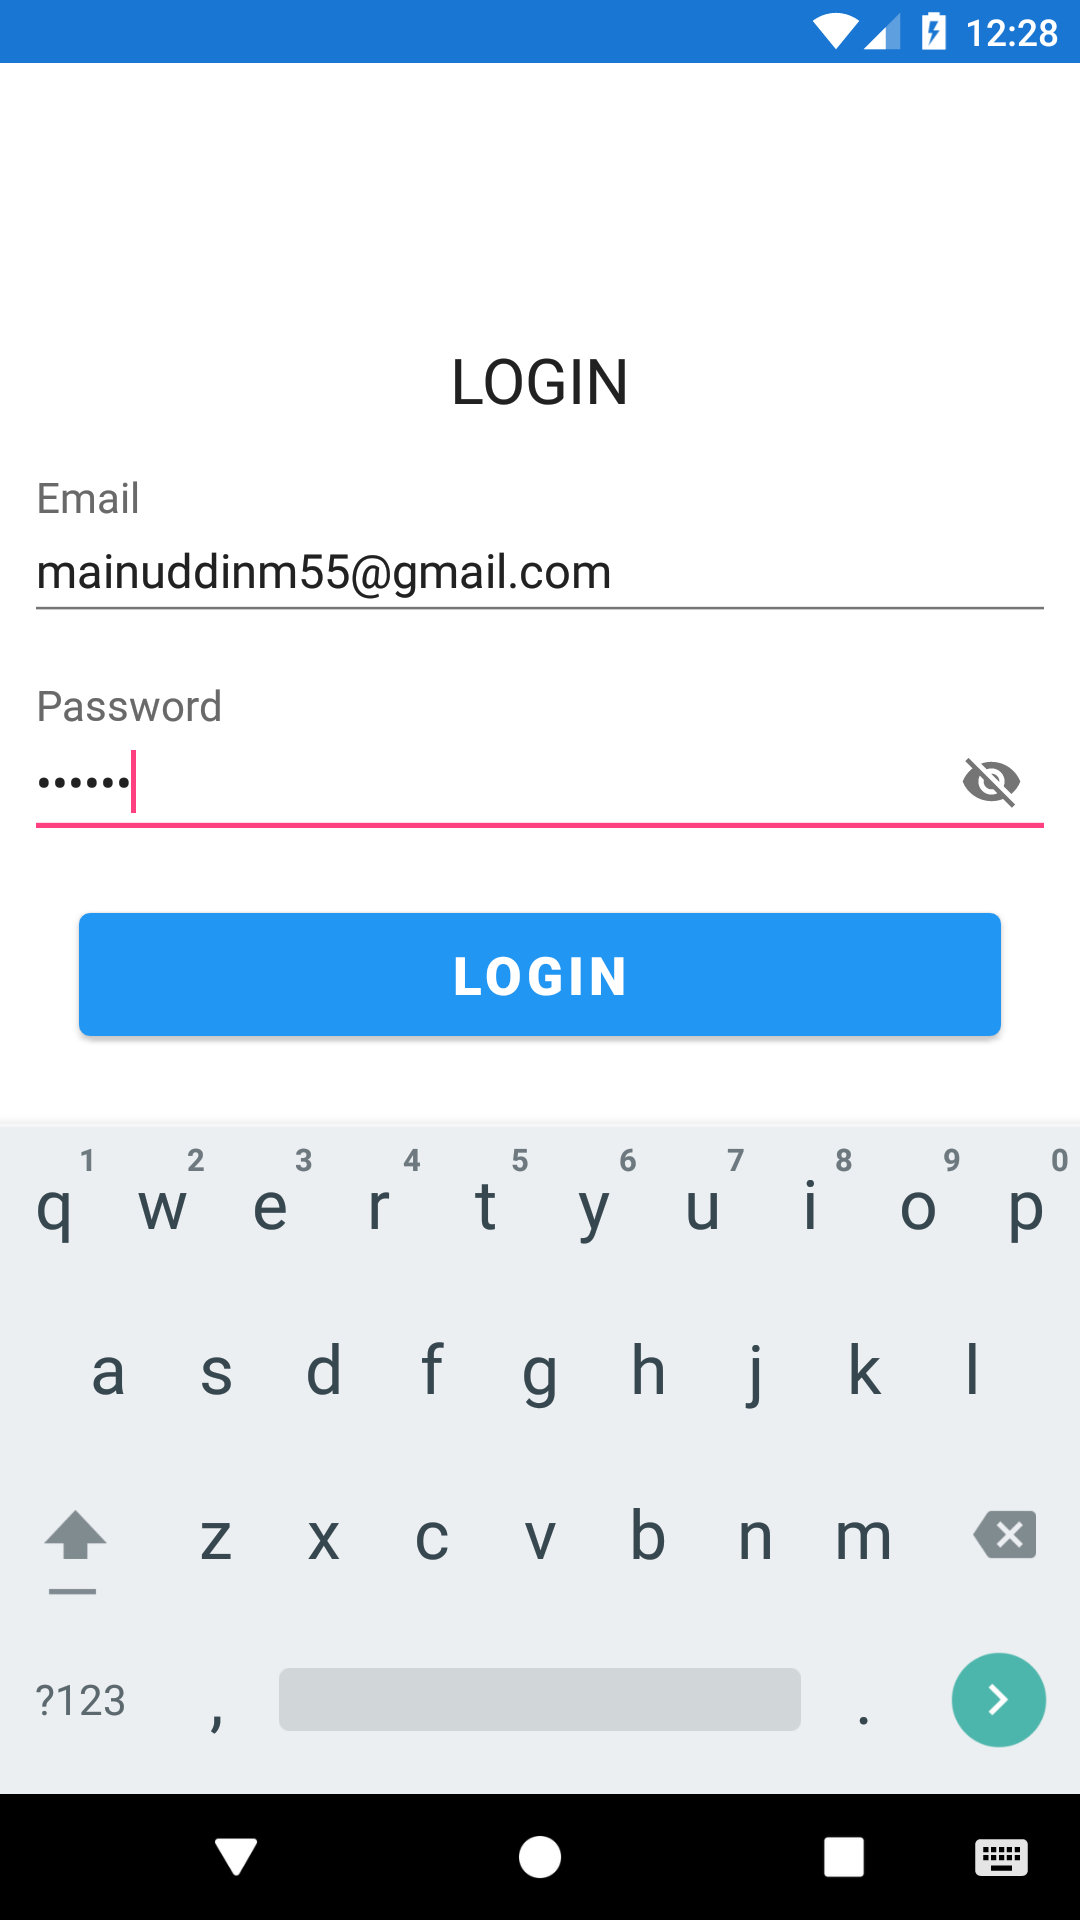 12:28
LOGIN
Email
mainuddinm55@gmail.com
Password
••••••
LOGIN
1 2 3 4 5 6 7 8 9 0
q w e r t y u i o p
a s d f g h j k l
z x c v b n m
?123 , .